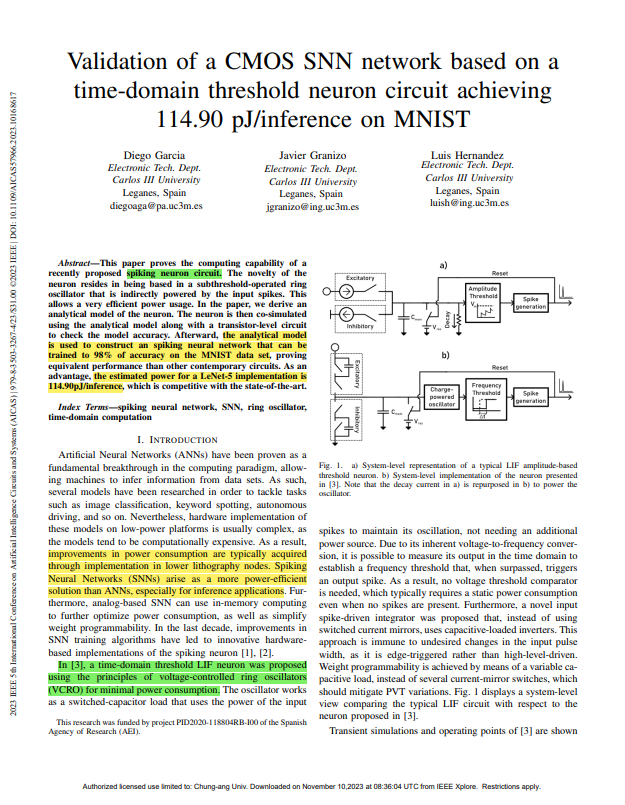 Validation of a CMOS SNN network based on a
time-domain threshold neuron circuit achieving
114.90 pJ/inference on MNIST
Diego Garcia
Electronic Tech. Dept.
Carlos III University
Leganes, Spain
diegoaga@pa.uc3m.es
Javier Granizo
Electronic Tech. Dept.
Carlos III University
Leganes, Spain
jgranizo@ing.uc3m.es
Luis Hernandez
Electronic Tech. Dept.
Carlos III University
Leganes, Spain
luish@ing.uc3m.es
2023 IEEE 5th International Conference on Artificial Intelligence Circuits and Systems (AICAS) | 979-8-3503-3267-4/23/$31.00 ©2023 IEEE | DOI: 10.1109/AICAS57966.2023.10168617
Abstract—This paper proves the computing capability of a
recently proposed spiking neuron circuit. The novelty of the
neuron resides in being based in a subthreshold-operated ring
oscillator that is indirectly powered by the input spikes. This
allows a very efficient power usage. In the paper, we derive an
analytical model of the neuron. The neuron is then co-simulated
using the analytical model along with a transistor-level circuit
to check the model accuracy. Afterward, the analytical model
is used to construct an spiking neural network that can be
trained to 98% of accuracy on the MNIST data set, proving
equivalent performance than other contemporary circuits. As an
advantage, the estimated power for a LeNet-5 implementation is
114.90pJ/inference, which is competitive with the state-of-the-art.
Index Terms—spiking neural network, SNN, ring oscillator,
time-domain computation
I. Introduction
Artificial Neural Networks (ANNs) have been proven as a
fundamental breakthrough in the computing paradigm, allow-
ing machines to infer information from data sets. As such,
several models have been researched in order to tackle tasks
such as image classification, keyword spotting, autonomous
driving, and so on. Nevertheless, hardware implementation of
these models on low-power platforms is usually complex, as
the models tend to be computationally expensive. As a result,
improvements in power consumption are typically acquired
through implementation in lower lithography nodes. Spiking
Neural Networks (SNNs) arise as a more power-efficient
solution than ANNs, especially for inference applications. Fur-
thermore, analog-based SNN can use in-memory computing
to further optimize power consumption, as well as simplify
weight programmability. In the last decade, improvements in
SNN training algorithms have led to innovative hardware-
based implementations of the spiking neuron [1], [2].
In [3], a time-domain threshold LIF neuron was proposed
using the principles of voltage-controlled ring oscillators
(VCRO) for minimal power consumption. The oscillator works
as a switched-capacitor load that uses the power of the input
This research was funded by project PID2020-118804RB-I00 of the Spanish
Agency of Research (AEI).
a)
Reset
Excitatory
Inhibitory
Decay
Amplitude
Threshold
Spike
generation
b)
Reset
Excitatory
Inhibitory
Charge-
powered
oscillator
Frequency
Threshold
Spike
generation
Fig. 1. a) System-level representation of a typical LIF amplitude-based
threshold neuron. b) System-level implementation of the neuron presented
in [3]. Note that the decay current in a) is repurposed in b) to power the
oscillator.
spikes to maintain its oscillation, not needing an additional
power source. Due to its inherent voltage-to-frequency conver-
sion, it is possible to measure its output in the time domain to
establish a frequency threshold that, when surpassed, triggers
an output spike. As a result, no voltage threshold comparator
is needed, which typically requires a static power consumption
even when no spikes are present. Furthermore, a novel input
spike-driven integrator was proposed that, instead of using
switched current mirrors, uses capacitive-loaded inverters. This
approach is immune to undesired changes in the input pulse
width, as it is edge-triggered rather than high-level-driven.
Weight programmability is achieved by means of a variable ca-
pacitive load, instead of several current-mirror switches, which
should mitigate PVT variations. Fig. 1 displays a system-level
view comparing the typical LIF circuit with respect to the
neuron proposed in [3].
Transient simulations and operating points of [3] are shown
Authorized licensed use limited to: Chung-ang Univ. Downloaded on November 10,2023 at 08:36:04 UTC from IEEE Xplore. Restrictions apply.